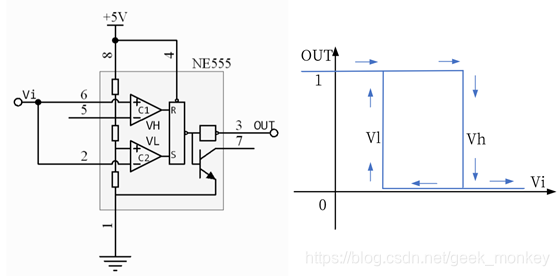 +5V
8
4
NE555
Vi
6
5
2
+
C1
-
VH
VL
+
C2
-
R
S
3
OUT
7
1
OUT
1
Vl
Vh
Vi
0
https://blog.csdn.net/geek_monkey